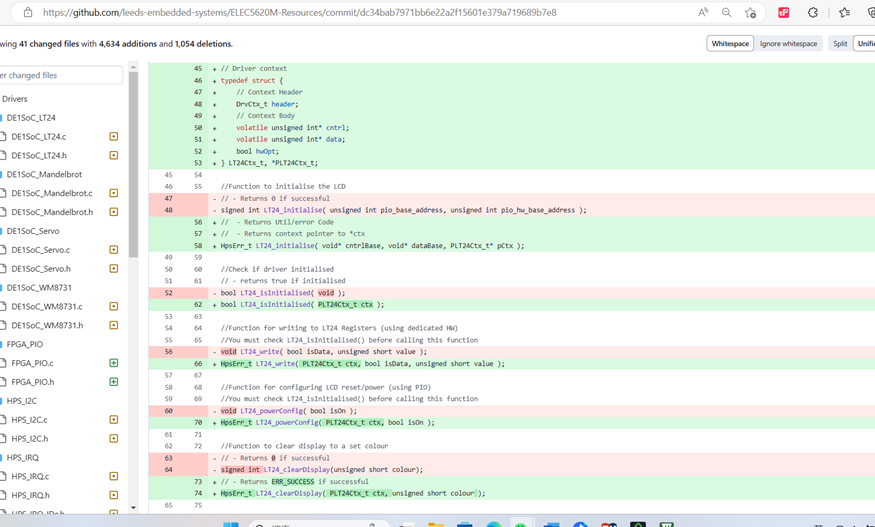 https://github.com/leeds-embedded-systems/ELEC5620M-Resources/commit/dc34bab7971bb6e22a2f15601e379a719689b7e8
wing 41 changed files with 4,634 additions and 1,054 deletions.
Whitespace
Ignore whitespace
Split
Unifie
er changed files
Drivers
DE1SoC_LT24
DE1SoC_LT24.c
DE1SoC_LT24.h
DE1SoC_Mandelbrot
DE1SoC_Mandelbrot.c
DE1SoC_Mandelbrot.h
DE1SoC_Servo
DE1SoC_Servo.c
DE1SoC_Servo.h
DE1SoC_WM8731
DE1SoC_WM8731.c
DE1SoC_WM8731.h
FPGA_PIO
FPGA_PIO.c
FPGA_PIO.h
HPS_I2C
HPS_I2C.c
HPS_I2C.h
HPS_IRQ
HPS_IRQ.c
HPS_IRQ.h
45 + // Driver context
46 + typedef struct {
47 + // Context Header
48 + DrvCtx_t header;
49 + // Context Body
50 + volatile unsigned int* cntrl;
51 + volatile unsigned int* data;
52 + bool hwOpt;
53 + } LT24Ctx_t, *PLT24Ctx_t;
45 54
46 55 //Function to initialise the LCD
47 - // - Returns 0 if successful
48 - signed int LT24_initialise( unsigned int pio_base_address, unsigned int pio_hw_base_address );
56 + // - Returns Util/error Code
57 + // - Returns context pointer to *ctx
58 + HpsErr_t LT24_initialise( void* cntrlBase, void* dataBase, PLT24Ctx_t* pCtx );
49 59
50 60 //Check if driver initialised
51 61 // - returns true if initialised
52 - bool LT24_isInitialised( void );
62 + bool LT24_isInitialised( PLT24Ctx_t ctx );
53 63
54 64 //Function for writing to LT24 Registers (using dedicated HW)
55 65 //You must check LT24_isInitialised() before calling this function
56 - void LT24_write( bool isData, unsigned short value );
66 + HpsErr_t LT24_write( PLT24Ctx_t ctx, bool isData, unsigned short value );
57 67
58 68 //Function for configuring LCD reset/power (using PIO)
59 69 //You must check LT24_isInitialised() before calling this function
60 - void LT24_powerConfig( bool isOn );
70 + HpsErr_t LT24_powerConfig( PLT24Ctx_t ctx, bool isOn );
61 71
62 72 //Function to clear display to a set colour
63 - // - Returns 0 if successful
64 - signed int LT24_clearDisplay(unsigned short colour);
73 + // - Returns ERR_SUCCESS if successful
74 + HpsErr_t LT24_clearDisplay( PLT24Ctx_t ctx, unsigned short colour );
65 75